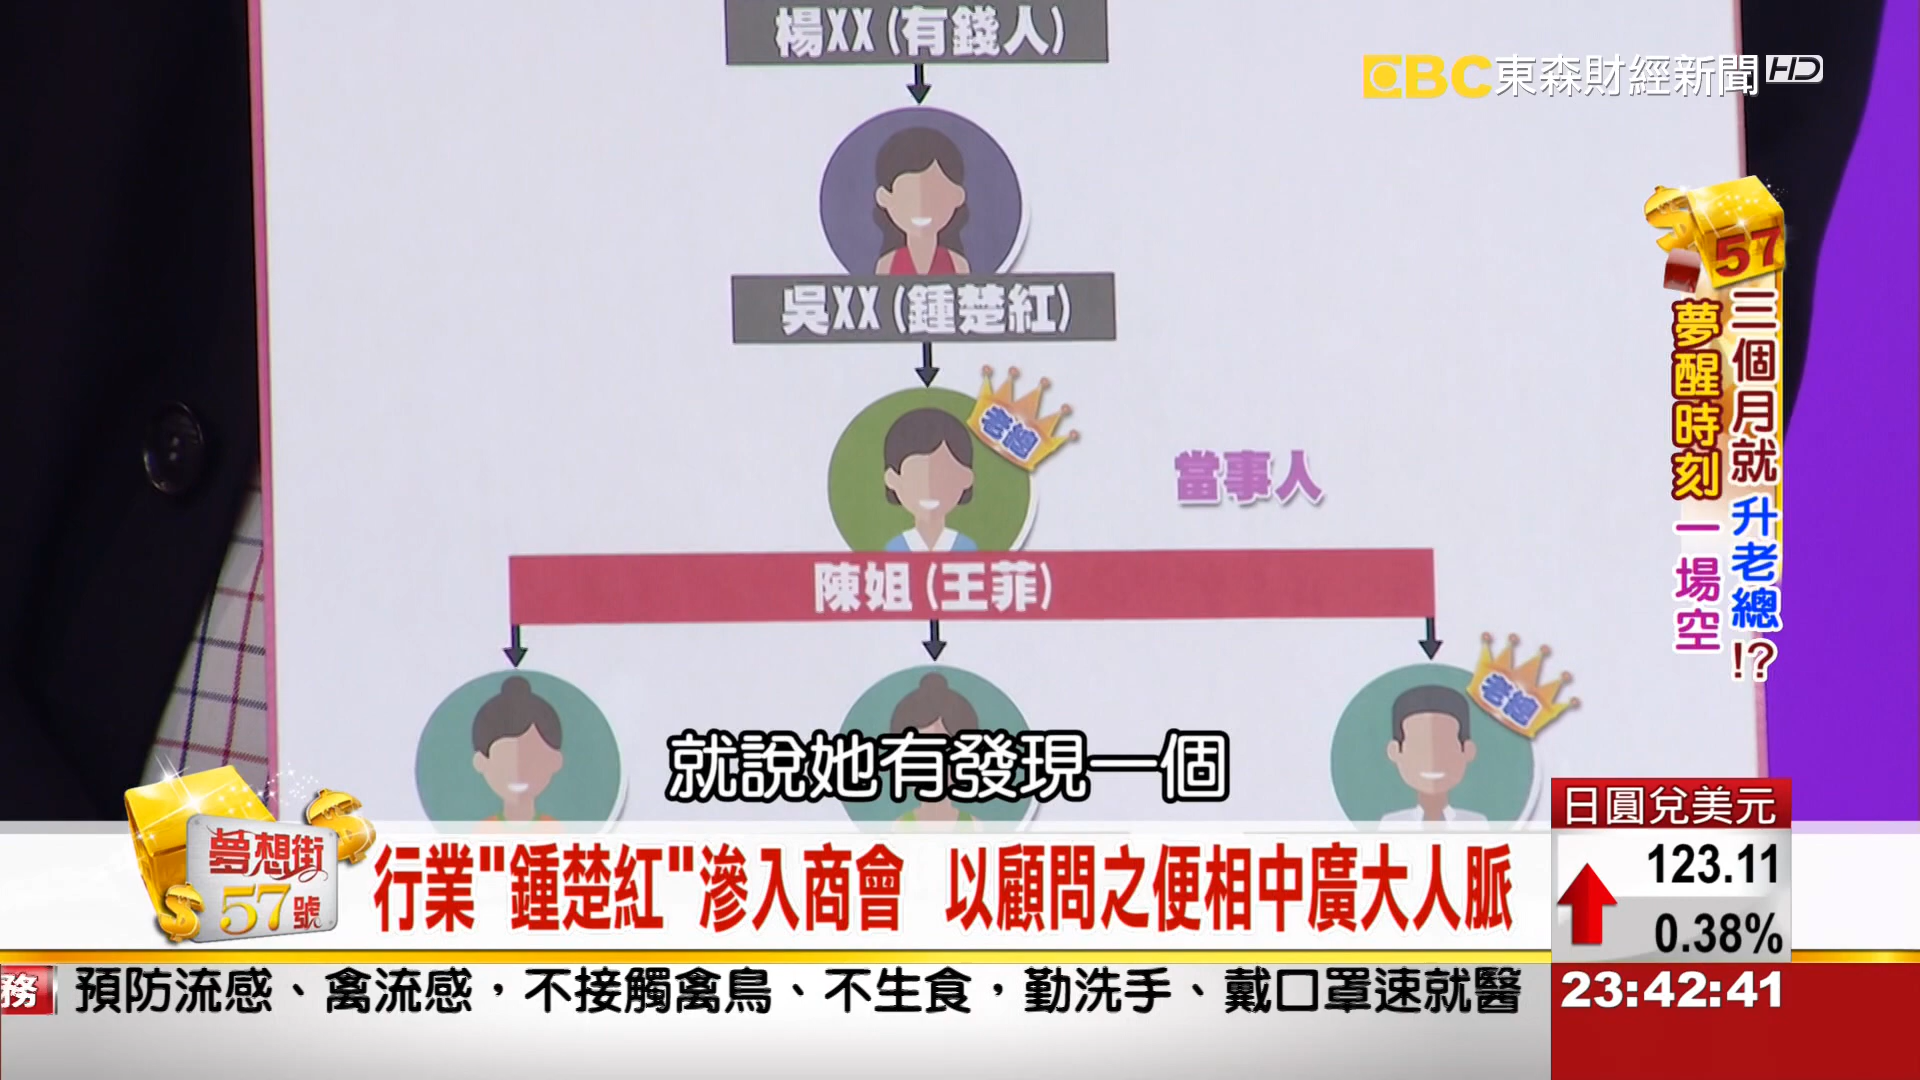 楊XX(有錢人)
EBC東森財經新聞HD
吳XX(鍾楚紅)
老總
當事人
陳姐(王菲)
老總
57
三個月就升老總!?
夢醒時刻一場空
就說她有發現一個
夢想街
57號
行業"鍾楚紅"滲入商會 以顧問之便相中廣大人脈
日圓兌美元
123.11
0.38%
務 預防流感、禽流感，不接觸禽鳥、不生食，勤洗手、戴口罩速就醫
23:42:41